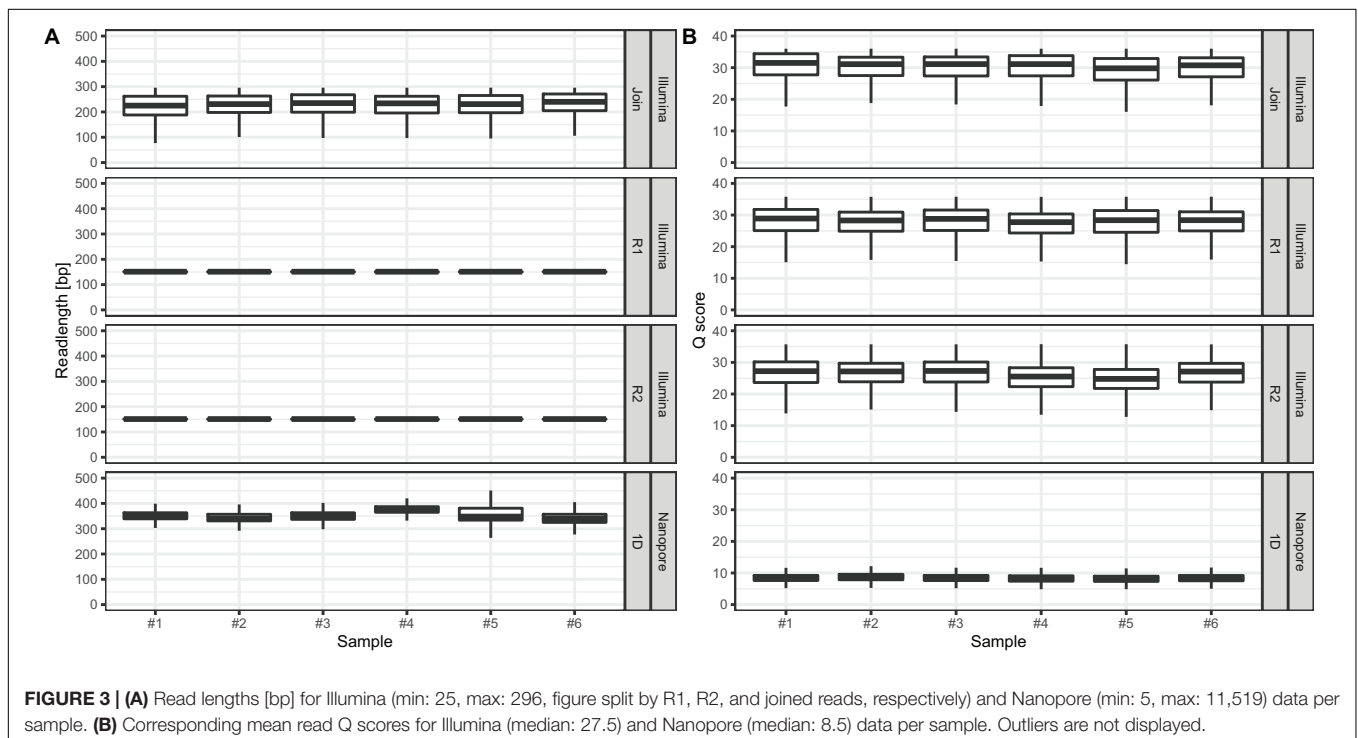 A
500
400
300
200
100
0
Join
Illumina
500
400
300
200
100
0
R1
Illumina
500
400
300
200
100
0
R2
Illumina
500
400
300
200
100
0
1D
Nanopore
Readlength [bp]
#1 #2 #3 #4 #5 #6
Sample
B
40
30
20
10
0
Join
Illumina
40
30
20
10
0
R1
Illumina
40
30
20
10
0
R2
Illumina
40
30
20
10
0
1D
Nanopore
Q score
#1 #2 #3 #4 #5 #6
Sample
FIGURE 3 | (A) Read lengths [bp] for Illumina (min: 25, max: 296, figure split by R1, R2, and joined reads, respectively) and Nanopore (min: 5, max: 11,519) data per
sample. (B) Corresponding mean read Q scores for Illumina (median: 27.5) and Nanopore (median: 8.5) data per sample. Outliers are not displayed.